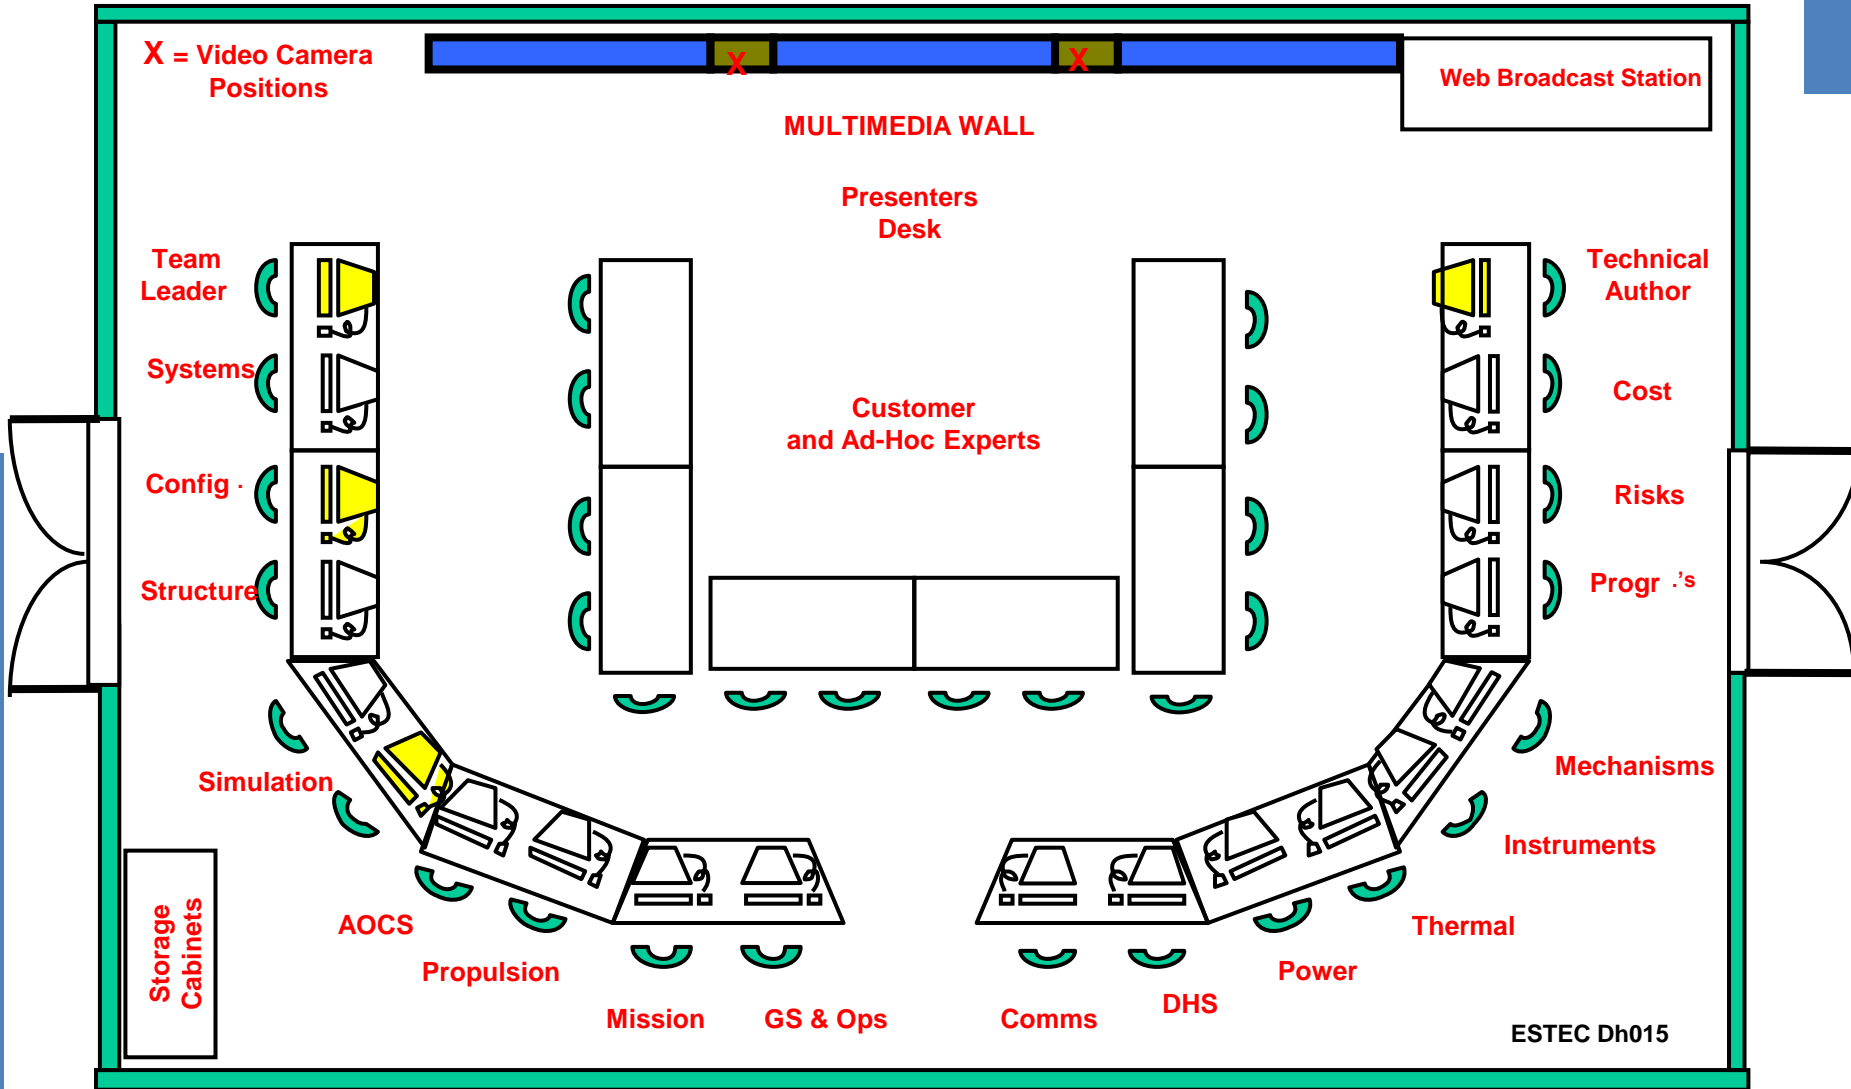 X = Video Camera
Positions
X
X
Web Broadcast Station
MULTIMEDIA WALL
Presenters
Desk
Team
Leader
Technical
Author
Systems
Cost
Customer
and Ad-Hoc Experts
Config .
Risks
Structure
Progr .'s
Simulation
Mechanisms
Instruments
AOCS
Thermal
Propulsion
Power
Mission
GS & Ops
Comms
DHS
Storage
Cabinets
ESTEC Dh015